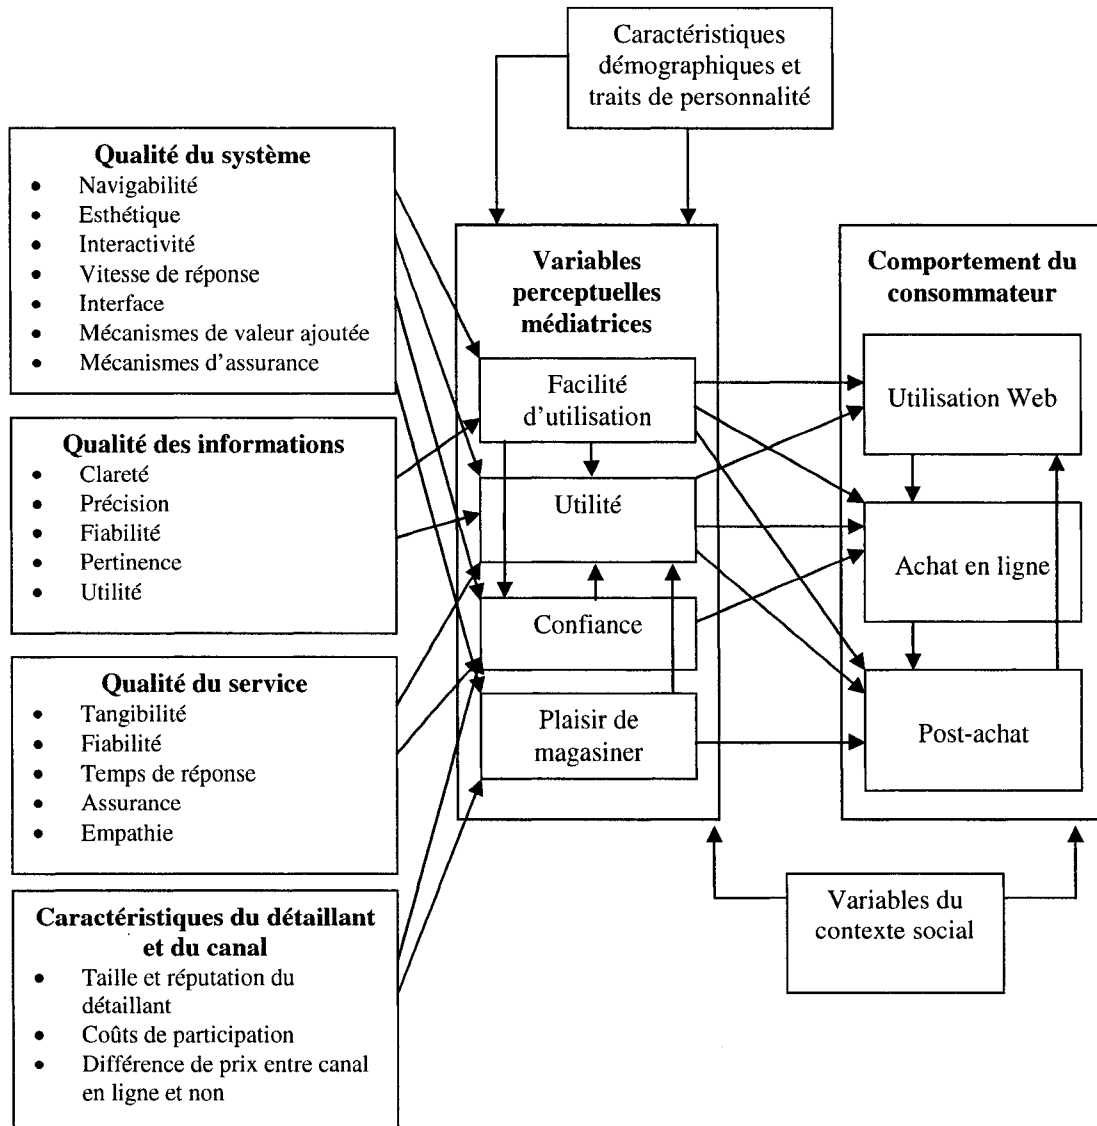 Caractéristiques
démographiques et
traits de personnalité
Qualité du système
• Navigabilité
• Esthétique
• Interactivité
• Vitesse de réponse
• Interface
• Mécanismes de valeur ajoutée
• Mécanismes d'assurance
Qualité des informations
• Clareté
• Précision
• Fiabilité
• Pertinence
• Utilité
Qualité du service
• Tangibilité
• Fiabilité
• Temps de réponse
• Assurance
• Empathie
Caractéristiques du détaillant
et du canal
• Taille et réputation du
détaillant
• Coûts de participation
• Différence de prix entre canal
en ligne et non
Variables
perceptuelles
médiatrices
Facilité
d'utilisation
Utilité
Confiance
Plaisir de
magasiner
Comportement du
consommateur
Utilisation Web
Achat en ligne
Post-achat
Variables du
contexte social